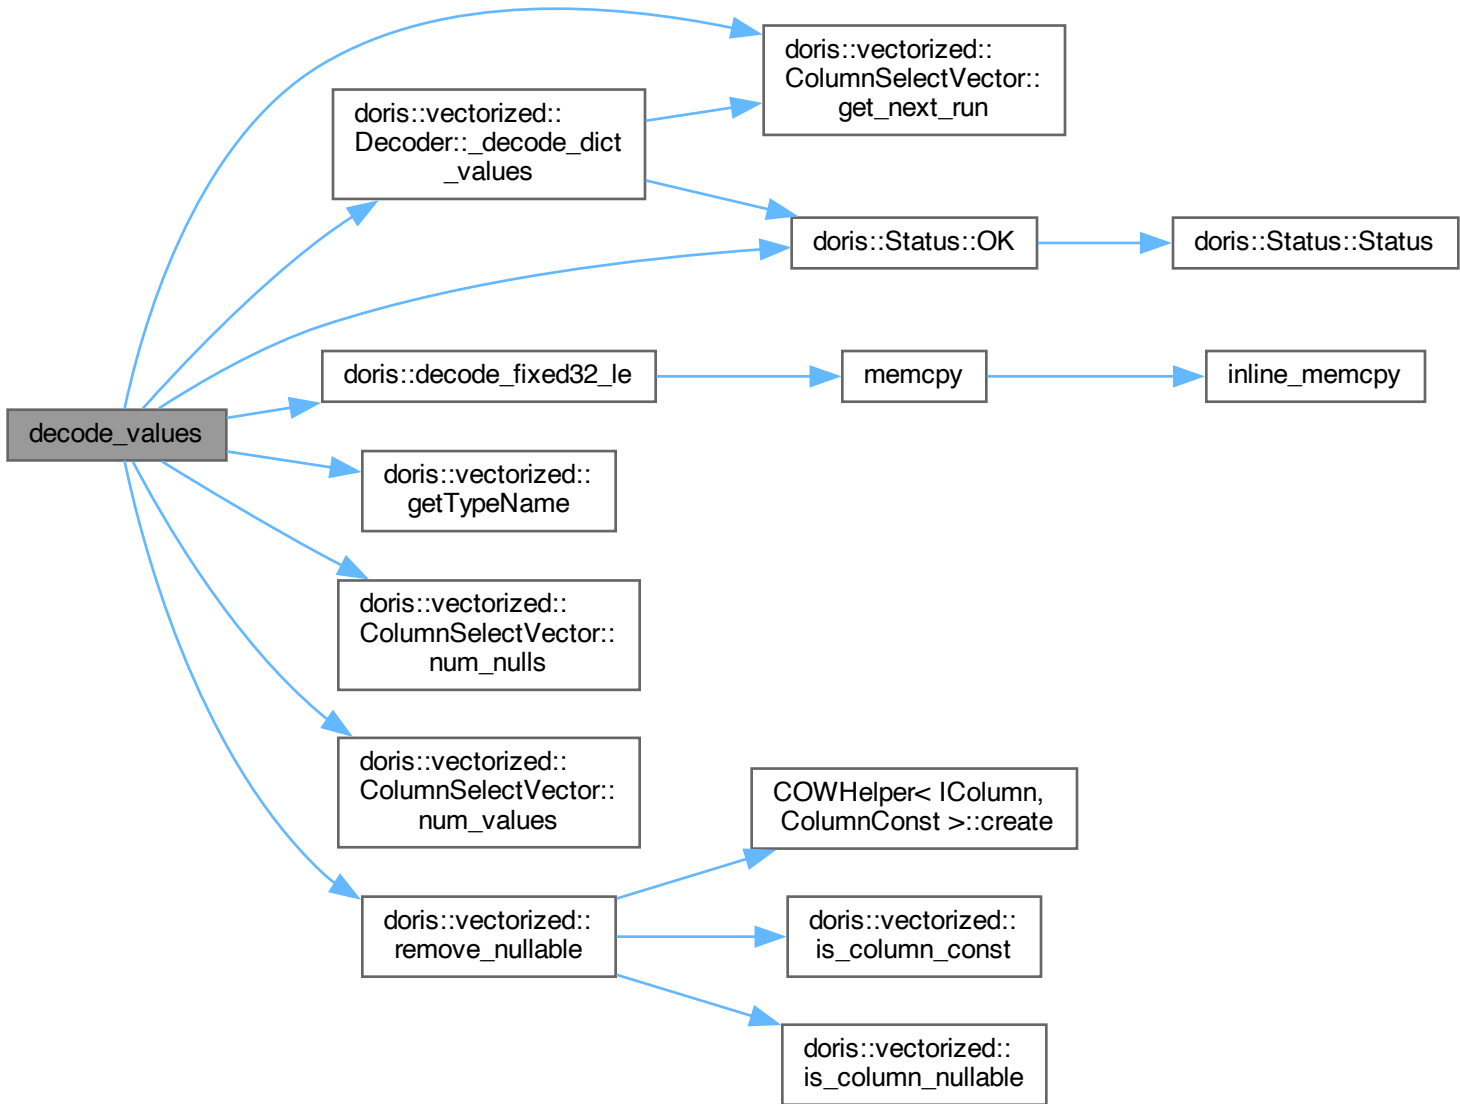 doris::vectorized::
ColumnSelectVector::
get_next_run
doris::vectorized::
Decoder::_decode_dict
_values
doris::Status::OK
doris::Status::Status
doris::decode_fixed32_le
memcpy
inline_memcpy
decode_values
doris::vectorized::
getTypeName
doris::vectorized::
ColumnSelectVector::
num_nulls
doris::vectorized::
ColumnSelectVector::
num_values
COWHelper< IColumn,
ColumnConst >::create
doris::vectorized::
remove_nullable
doris::vectorized::
is_column_const
doris::vectorized::
is_column_nullable